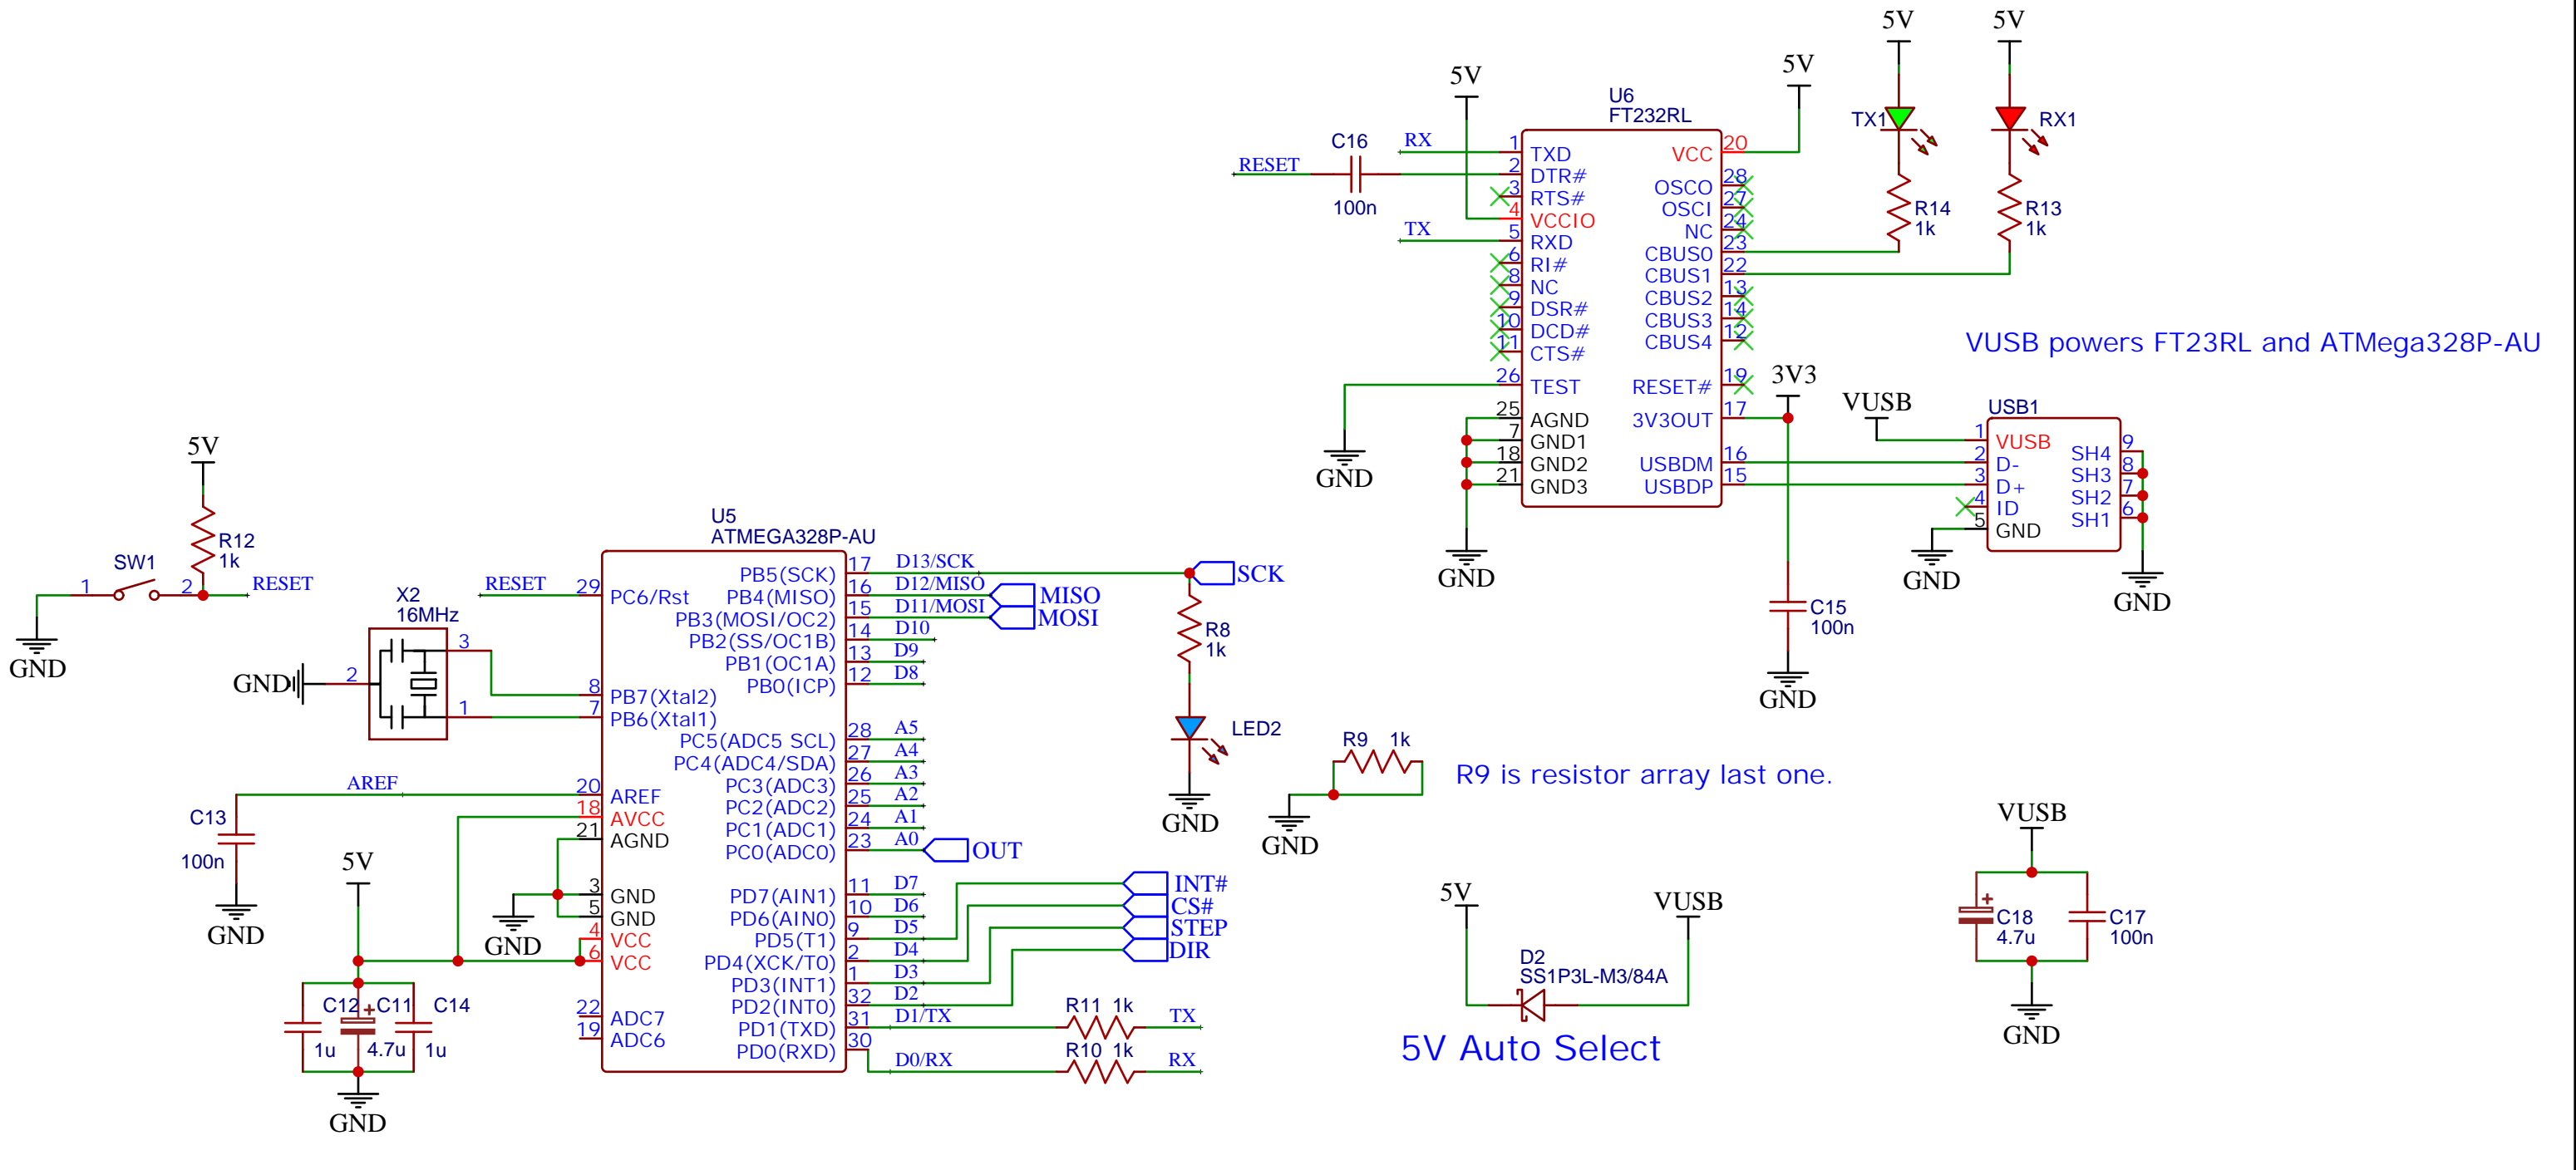 5V
5V
5V
5V
U6
FT232RL
RESET
C16
100n
RX
TX
1
TXD
2
DTR#
3
RTS#
4
VCCIO
5
RXD
6
RI#
8
NC
9
DSR#
10
DCD#
11
CTS#
26
TEST
25
AGND
7
GND1
18
GND2
21
GND3
VCC
20
OSCO
28
OSCI
27
NC
24
CBUS0
23
CBUS1
22
CBUS2
13
CBUS3
14
CBUS4
12
RESET#
19
3V3OUT
17
USBDM
16
USBDP
15
TX1
RX1
R14
1k
R13
1k
VUSB powers FT23RL and ATMega328P-AU
3V3
VUSB
USB1
1
VUSB
2
D-
3
D+
4
ID
5
GND
SH4
9
SH3
8
SH2
7
SH1
6
GND
GND
GND
GND
C15
100n
GND
5V
R12
1k
SW1
1
2
RESET
GND
X2
16MHz
3
2
1
GND
RESET
U5
ATMEGA328P-AU
29
PC6/Rst
8
PB7(Xtal2)
7
PB6(Xtal1)
AREF
20
AREF
18
AVCC
21
AGND
3
GND
5
GND
4
VCC
6
VCC
22
ADC7
19
ADC6
PB5(SCK)
17
D13/SCK
SCK
PB4(MISO)
16
D12/MISO
MISO
PB3(MOSI/OC2)
15
D11/MOSI
MOSI
PB2(SS/OC1B)
14
D10
PB1(OC1A)
13
D9
PB0(ICP)
12
D8
PC5(ADC5 SCL)
28
A5
PC4(ADC4/SDA)
27
A4
PC3(ADC3)
26
A3
PC2(ADC2)
25
A2
PC1(ADC1)
24
A1
PC0(ADC0)
23
A0
OUT
PD7(AIN1)
11
D7
INT#
PD6(AIN0)
10
D6
CS#
PD5(T1)
9
D5
STEP
PD4(XCK/T0)
2
D4
DIR
PD3(INT1)
1
D3
PD2(INT0)
32
D2
PD1(TXD)
31
D1/TX
R11 1k
TX
PD0(RXD)
30
D0/RX
R10 1k
RX
C13
100n
GND
5V
GND
C12
1u
C11
4.7u
+
C14
1u
GND
R8
1k
LED2
GND
R9 1k
GND
R9 is resistor array last one.
5V
VUSB
D2
SS1P3L-M3/84A
5V Auto Select
VUSB
+
C18
4.7u
C17
100n
GND